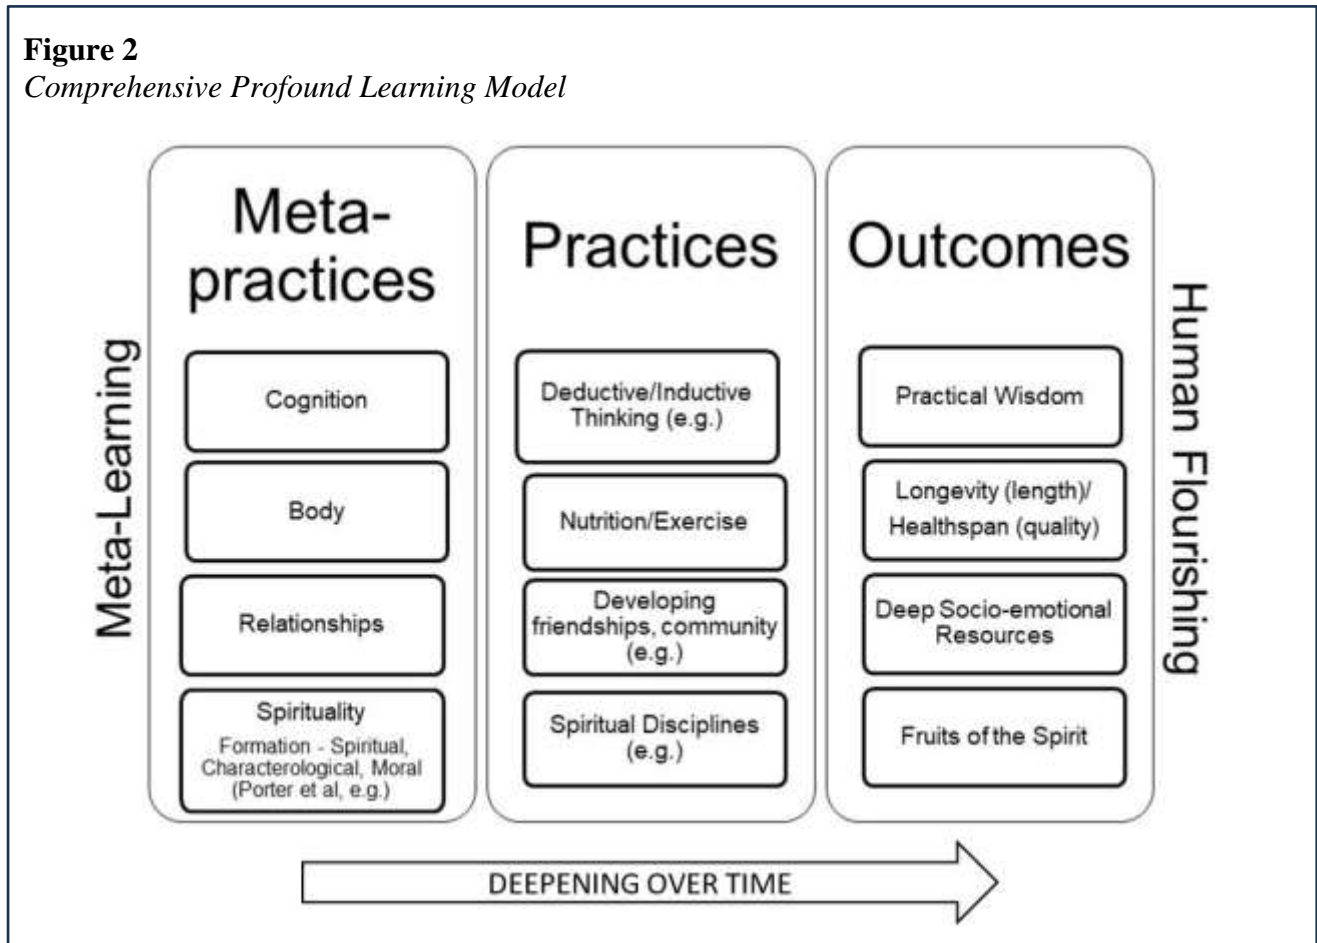 Figure 2
Comprehensive Profound Learning Model
Meta-Learning
Meta-
practices
Cognition
Body
Relationships
Spirituality
Formation - Spiritual,
Characterological, Moral
(Porter et al, e.g.)
Practices
Deductive/Inductive
Thinking (e.g.)
Nutrition/Exercise
Developing
friendships, community
(e.g.)
Spiritual Disciplines
(e.g.)
Outcomes
Practical Wisdom
Longevity (length)/
Healthspan (quality)
Deep Socio-emotional
Resources
Fruits of the Spirit
Human Flourishing
DEEPENING OVER TIME